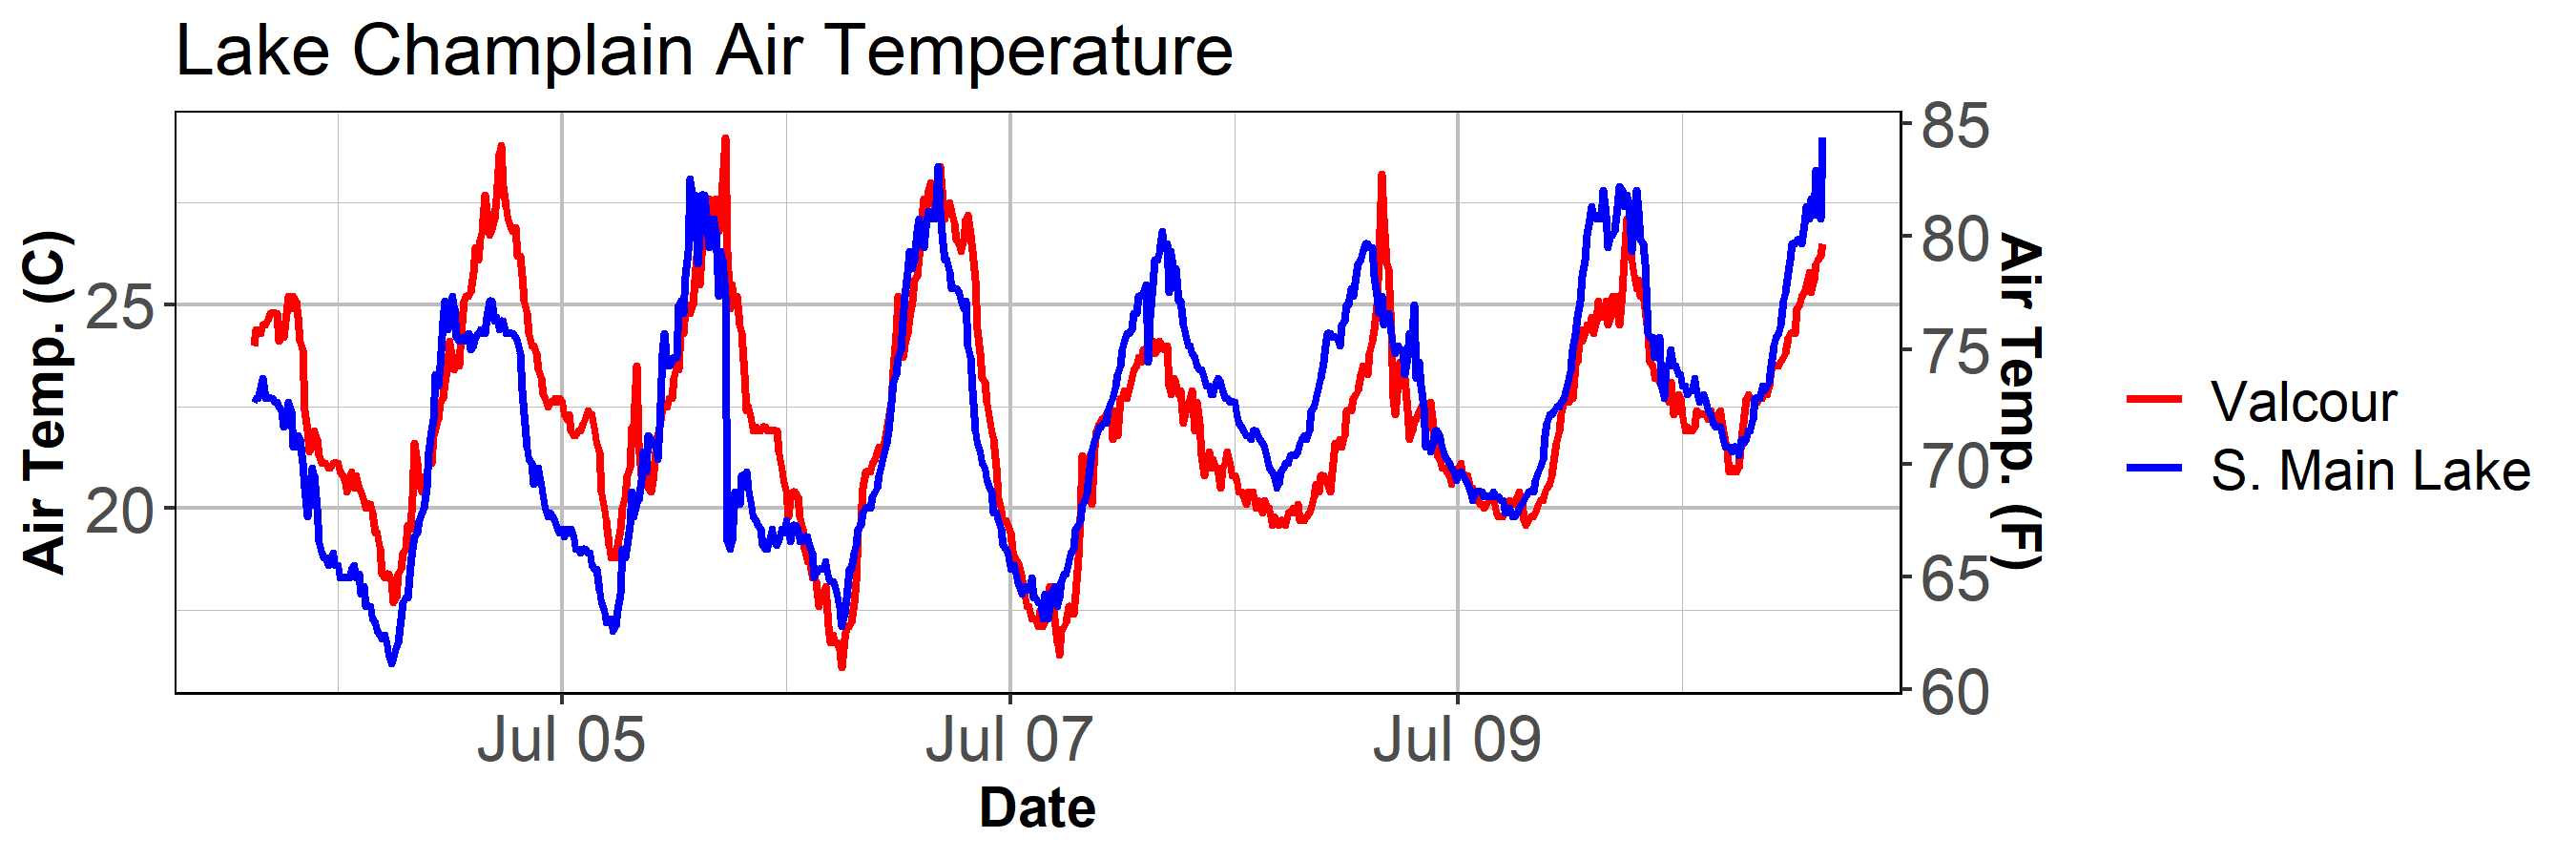 Lake Champlain Air Temperature
Air Temp. (C)
25
20
85
80
75
70
65
60
Air Temp. (F)
Jul 05
Jul 07
Jul 09
Date
Valcour
S. Main Lake